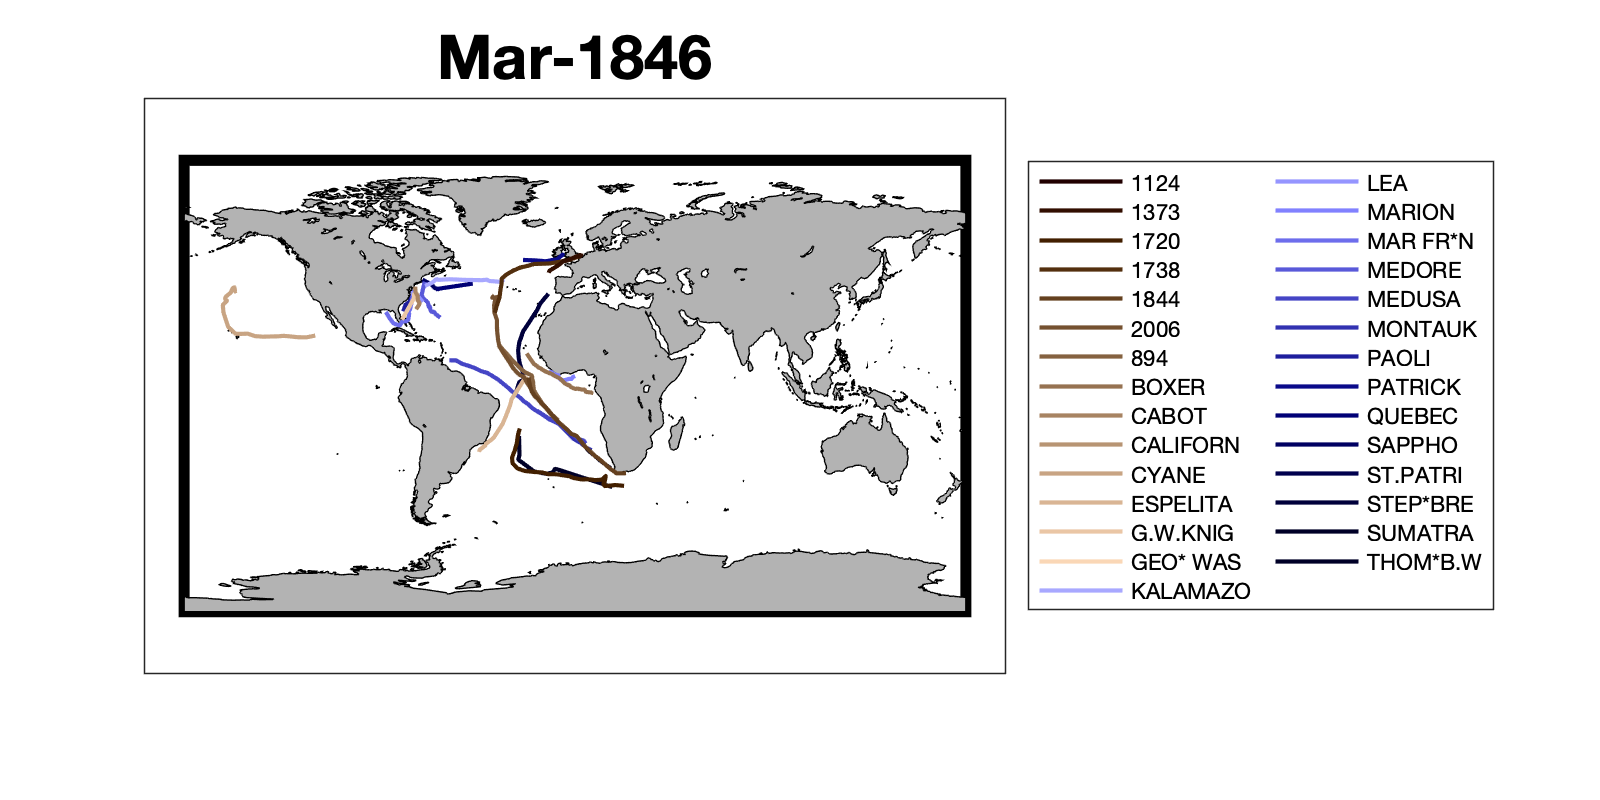 Mar-1846
1124
1373
1720
1738
1844
2006
894
BOXER
CABOT
CALIFORN
CYANE
ESPELITA
G.W.KNIG
GEO* WAS
KALAMAZO
LEA
MARION
MAR FR*N
MEDORE
MEDUSA
MONTAUK
PAOLI
PATRICK
QUEBEC
SAPPHO
ST.PATRI
STEP*BRE
SUMATRA
THOM*B.W